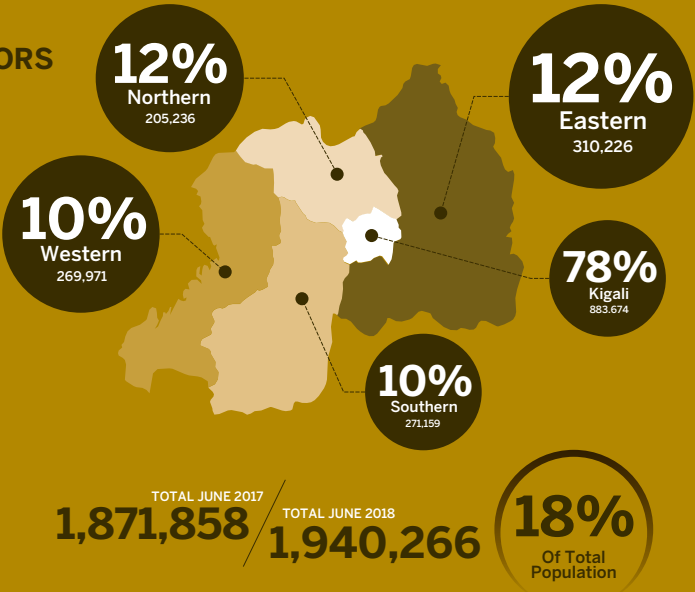 12%
Northern
205,236
12%
Eastern
310,226
10%
Western
269,971
78%
Kigali
883.674
10%
Southern
271,159
TOTAL JUNE 2017
1,871,858
TOTAL JUNE 2018
1,940,266
18%
Of Total
Population